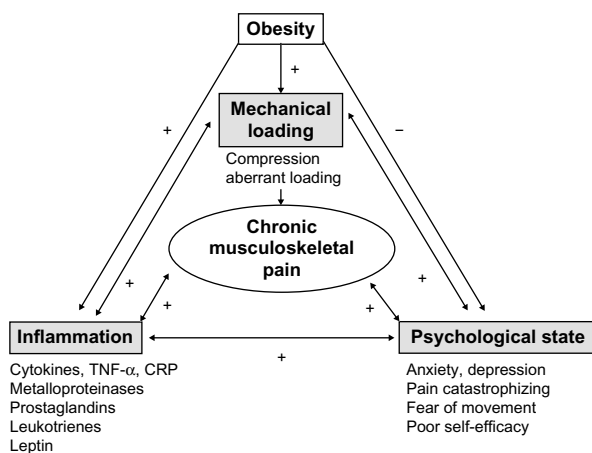 Obesity
+
+
−
Mechanical
loading
Compression
aberrant loading
Chronic
musculoskeletal
pain
+
+
+
+
Inflammation
+
Psychological state
Cytokines, TNF-α, CRP
Metalloproteinases
Prostaglandins
Leukotrienes
Leptin
Anxiety, depression
Pain catastrophizing
Fear of movement
Poor self-efficacy